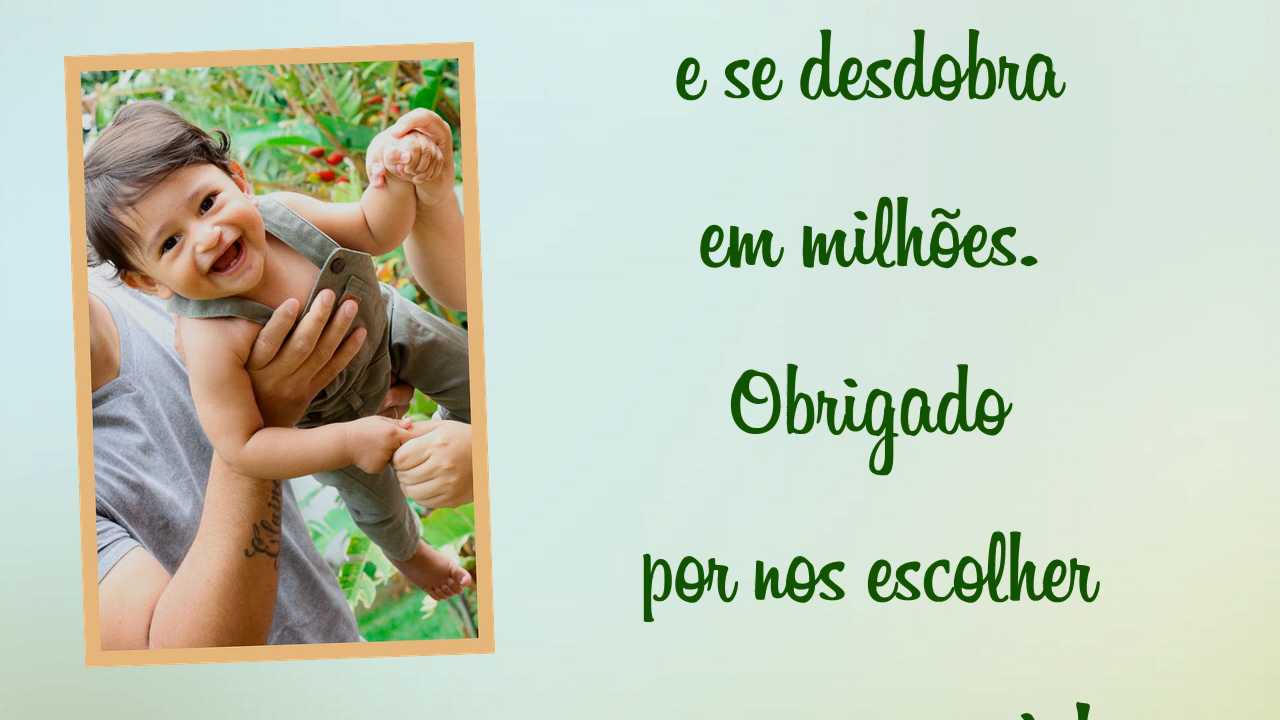 e se desdobra
em milhões.
Obrigado
por nos escolher